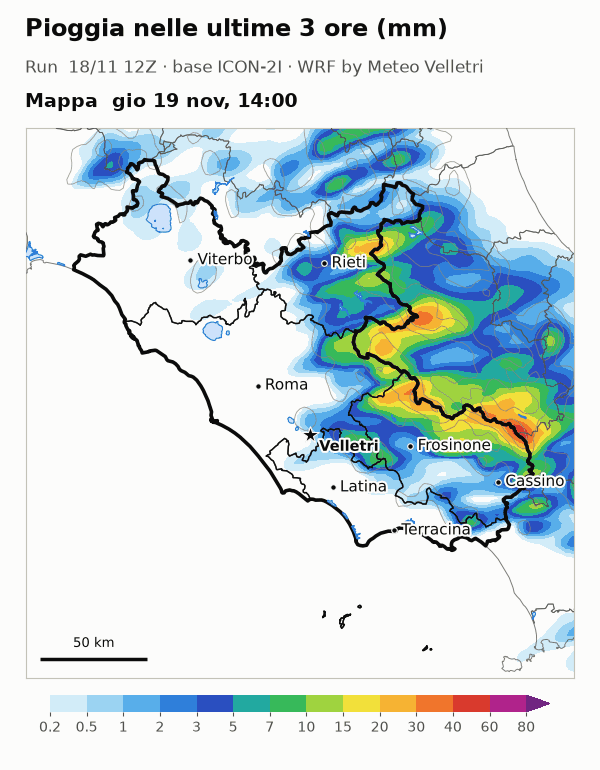 Pioggia nelle ultime 3 ore (mm)
Run  18/11 12Z · base ICON-2I · WRF by Meteo Velletri
Mappa  gio 19 nov, 14:00
Viterbo
Rieti
Roma
Velletri
Frosinone
Latina
Cassino
Terracina
50 km
0.2 0.5 1 2 3 5 7 10 15 20 30 40 60 80